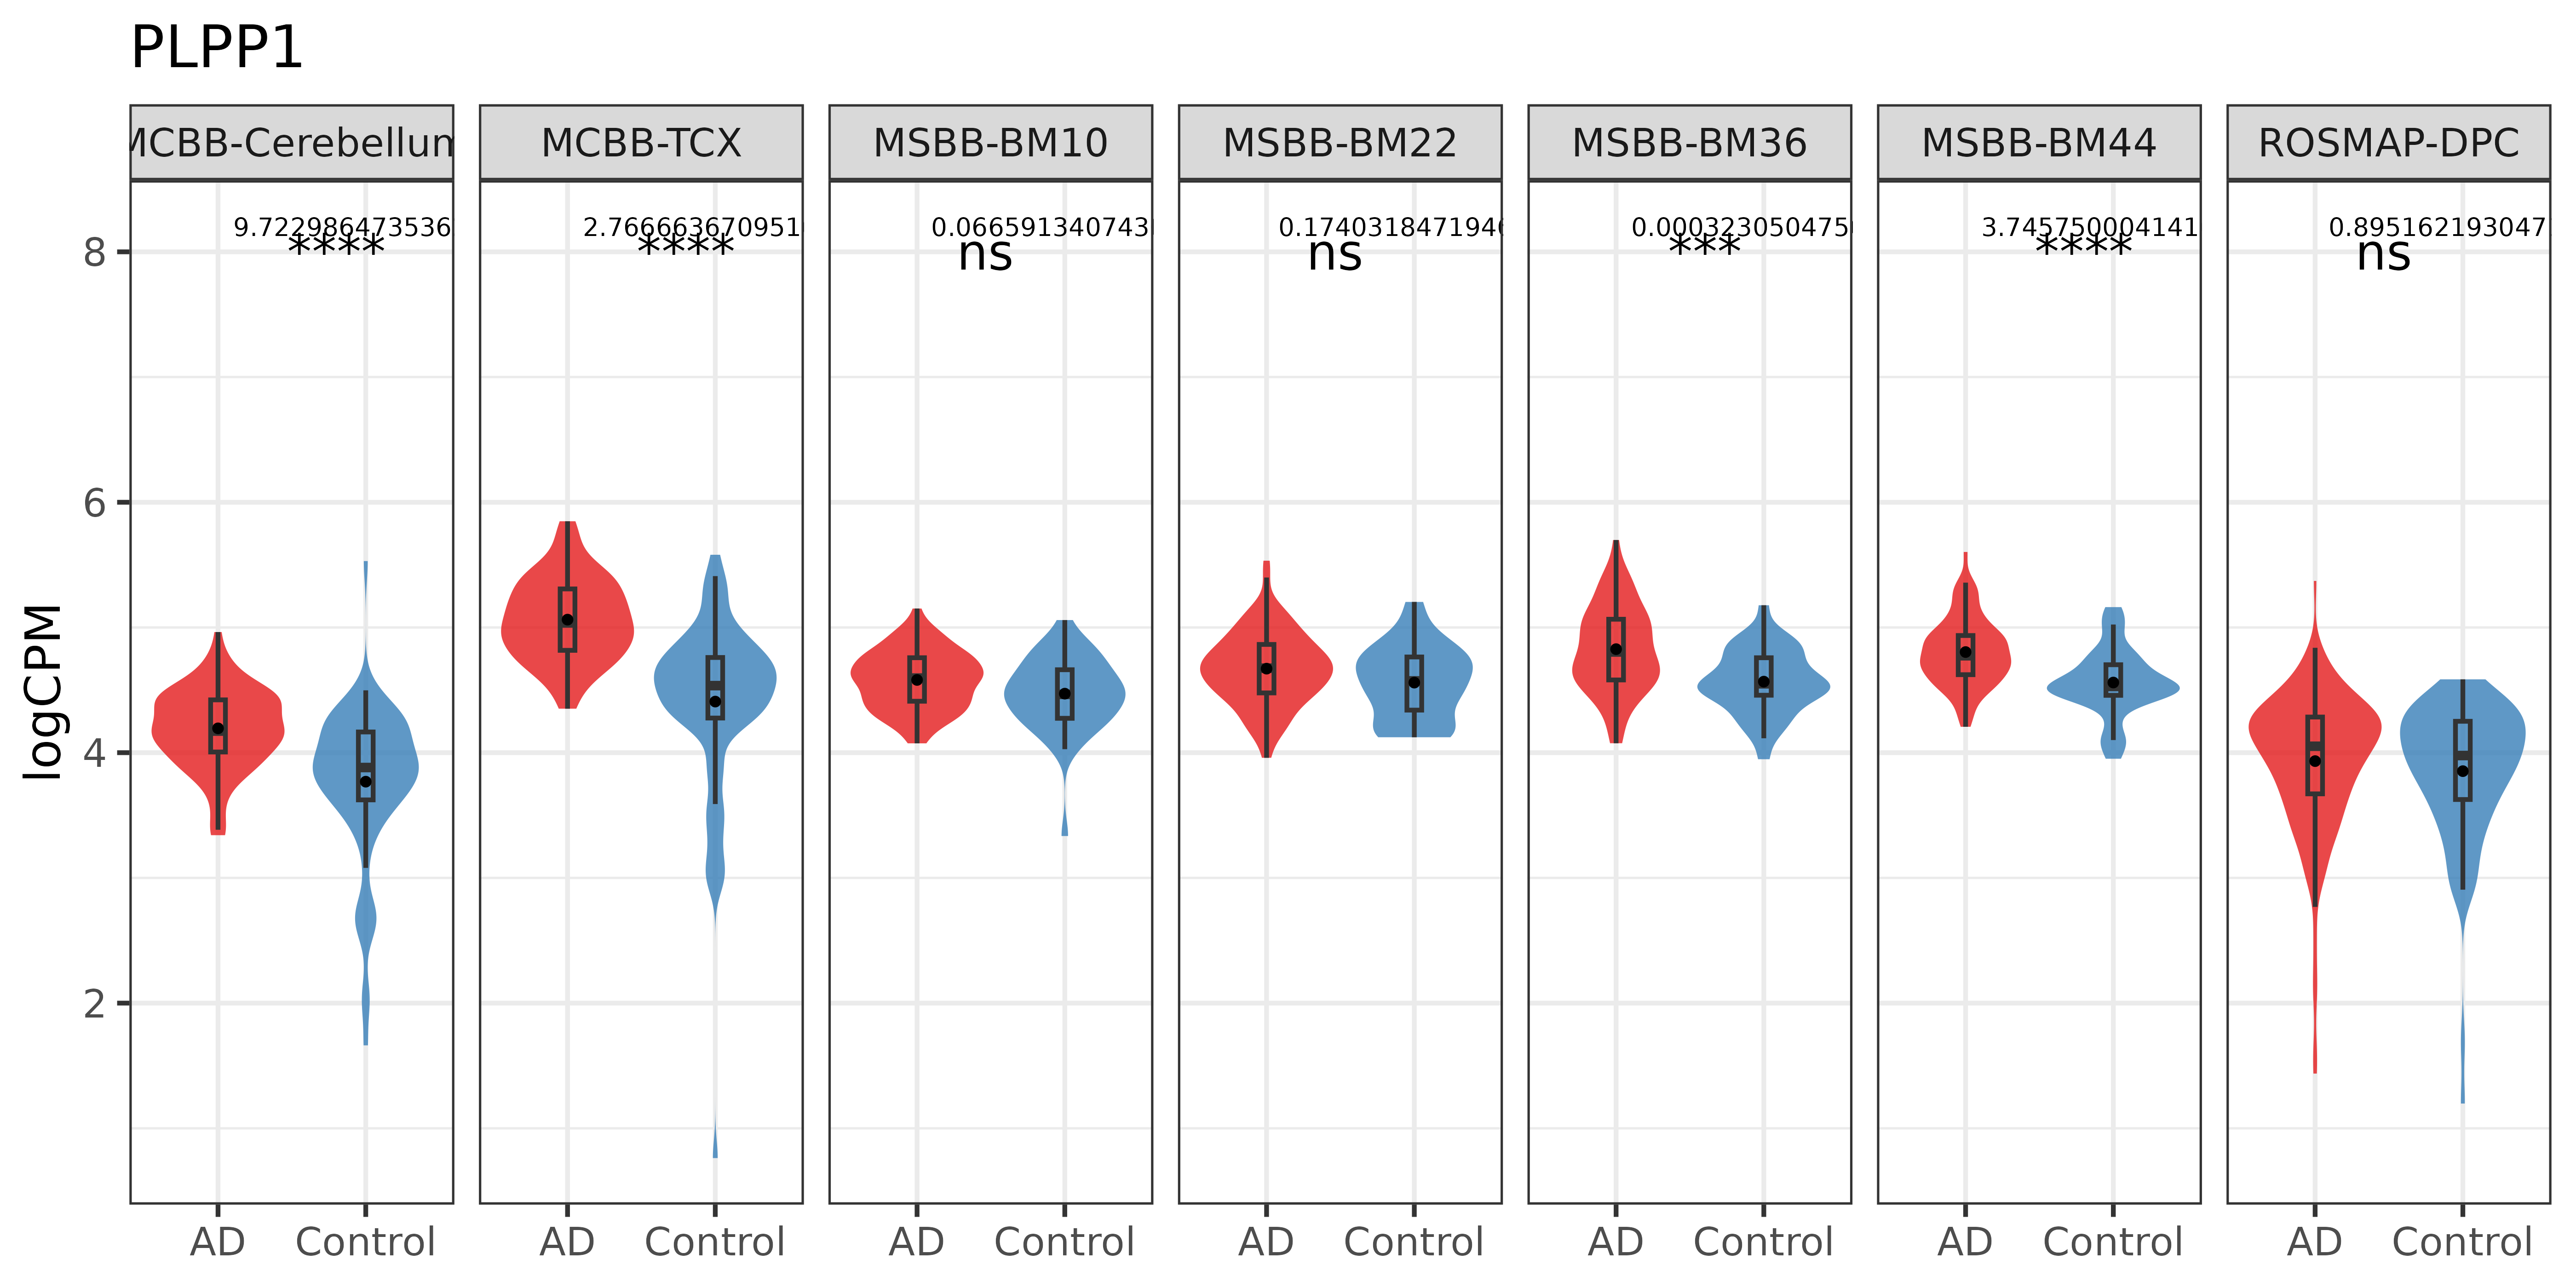 PLPP1
MCBB-Cerebellum MCBB-TCX MSBB-BM10 MSBB-BM22 MSBB-BM36 MSBB-BM44 ROSMAP-DPC
9.722986473536 2.766663670951 0.066591340743 0.174031847194 0.000323050475 3.745750004141 0.895162193047
**** **** ns ns *** **** ns
8
6
4
2
logCPM
AD Control AD Control AD Control AD Control AD Control AD Control AD Control